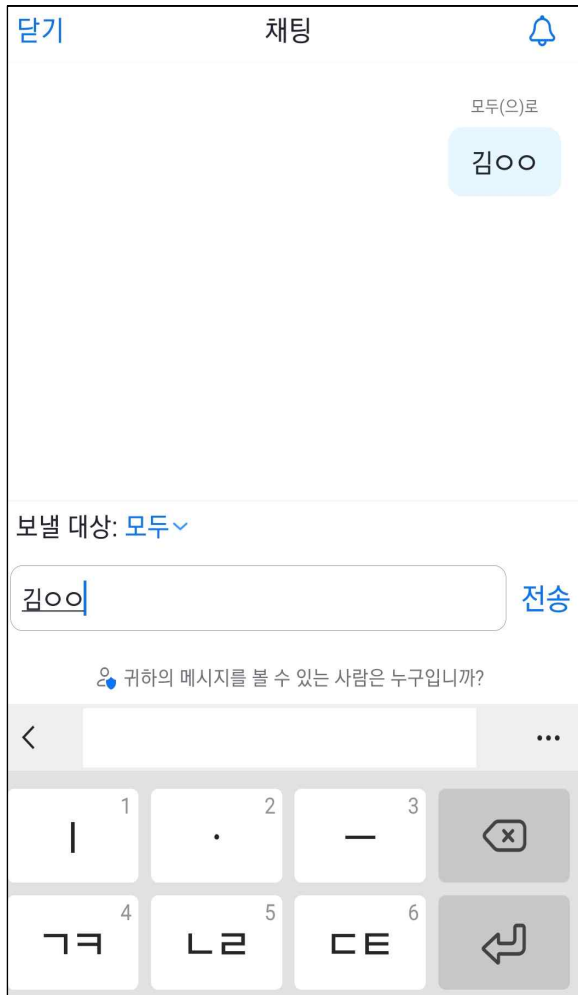 닫기 채팅
모두(으)로
김ㅇㅇ
보낼 대상: 모두
김ㅇㅇ 전송
귀하의 메시지를 볼 수 있는 사람은 누구입니까?
ㅣ 1 · 2 ㅡ 3
ㄱㅋ 4 ㄴㄹ 5 ㄷㅌ 6